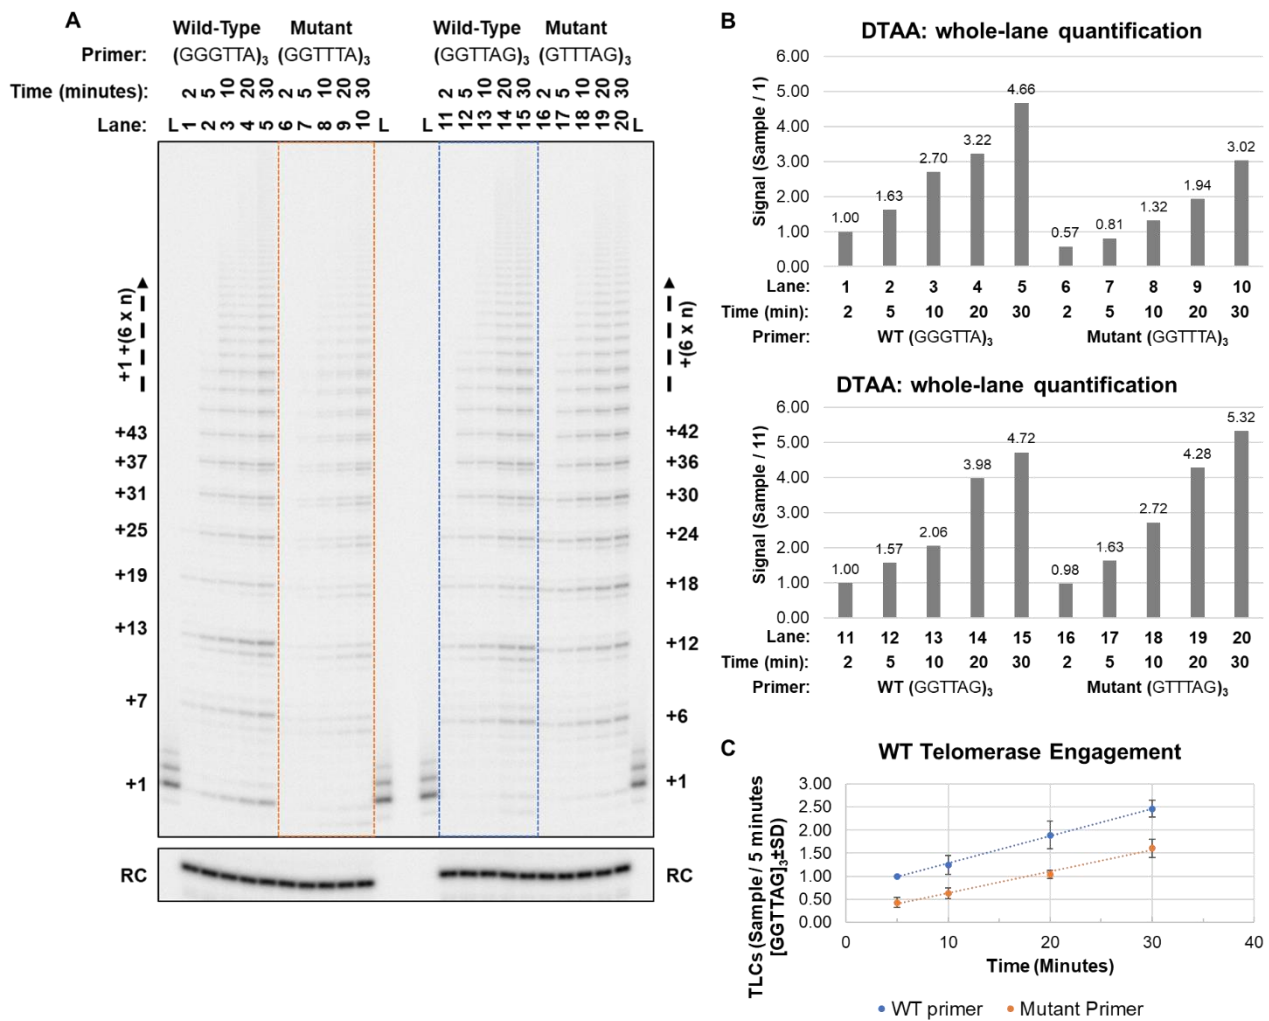 A
Wild-Type Mutant Wild-Type Mutant
Primer: (GGGTTA)3 (GGTTTA)3 (GGTTAG)3 (GTTTAG)3
Time (minutes): 2 5 10 20 30 2 5 10 20 30 2 5 10 20 30 2 5 10 20 30
Lane: L 1 2 3 4 5 6 7 8 9 10 L L 11 12 13 14 15 16 17 18 19 20 L
+1 +(6 x n)
+43
+37
+31
+25
+19
+13
+7
+1
+(6 x n)
+42
+36
+30
+24
+18
+12
+6
+1
RC RC
B
DTAA: whole-lane quantification
Signal (Sample / 1)
6.00
5.00
4.00
3.00
2.00
1.00
0.00
1.00 1.63 2.70 3.22 4.66 0.57 0.81 1.32 1.94 3.02
Lane: 1 2 3 4 5 6 7 8 9 10
Time (min): 2 5 10 20 30 2 5 10 20 30
Primer: WT (GGGTTA)3 Mutant (GGTTTA)3
DTAA: whole-lane quantification
Signal (Sample / 11)
6.00
5.00
4.00
3.00
2.00
1.00
0.00
1.00 1.57 2.06 3.98 4.72 0.98 1.63 2.72 4.28 5.32
Lane: 11 12 13 14 15 16 17 18 19 20
Time (min): 2 5 10 20 30 2 5 10 20 30
Primer: WT (GGTTAG)3 Mutant (GTTTAG)3
C
WT Telomerase Engagement
TLCs (Sample / 5 minutes
[GGTTAG]3±SD)
3.00
2.50
2.00
1.50
1.00
0.50
0.00
0 10 20 30 40
Time (Minutes)
WT primer Mutant Primer